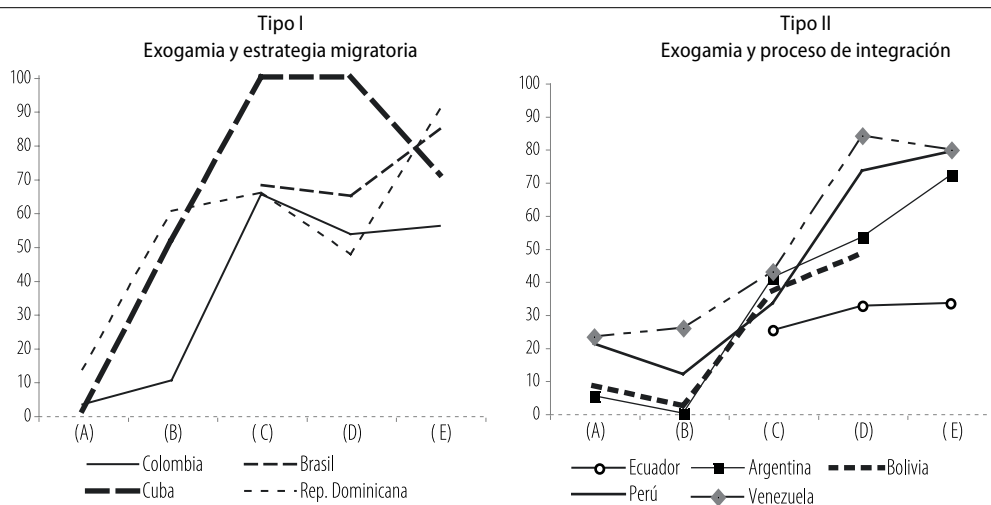 Tipo I
Exogamia y estrategia migratoria
100
90
80
70
60
50
40
30
20
10
0
(A) (B) ( C) (D) ( E)
Colombia Brasil
Cuba Rep. Dominicana
Tipo II
Exogamia y proceso de integración
100
90
80
70
60
50
40
30
20
10
0
(A) (B) ( C) (D) ( E)
Ecuador Argentina Bolivia
Perú Venezuela